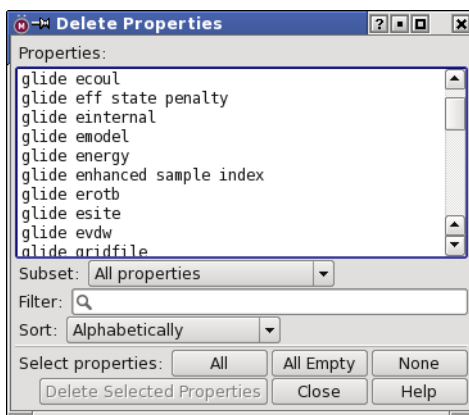 Delete Properties
Properties:
glide ecoul
glide eff state penalty
glide einternal
glide emodel
glide energy
glide enhanced sample index
glide erotb
glide esite
glide evdw
glide gridfile
Subset: All properties
Filter:
Sort: Alphabetically
Select properties: All All Empty None
Delete Selected Properties Close Help